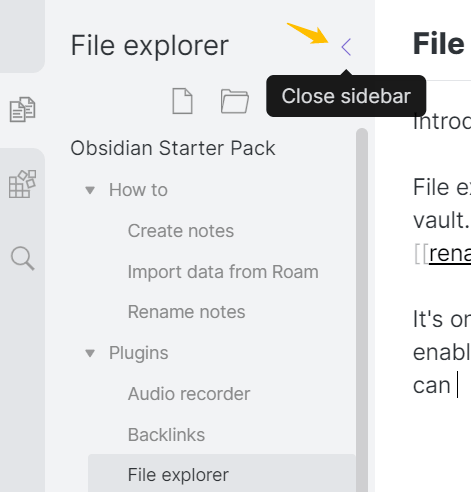 File explorer
File
Close sidebar
Introd
Obsidian Starter Pack
How to
File ex
Create notes
vault.
Import data from Roam
[[rena
Rename notes
It's on
Plugins
enabl
Audio recorder
can
Backlinks
File explorer